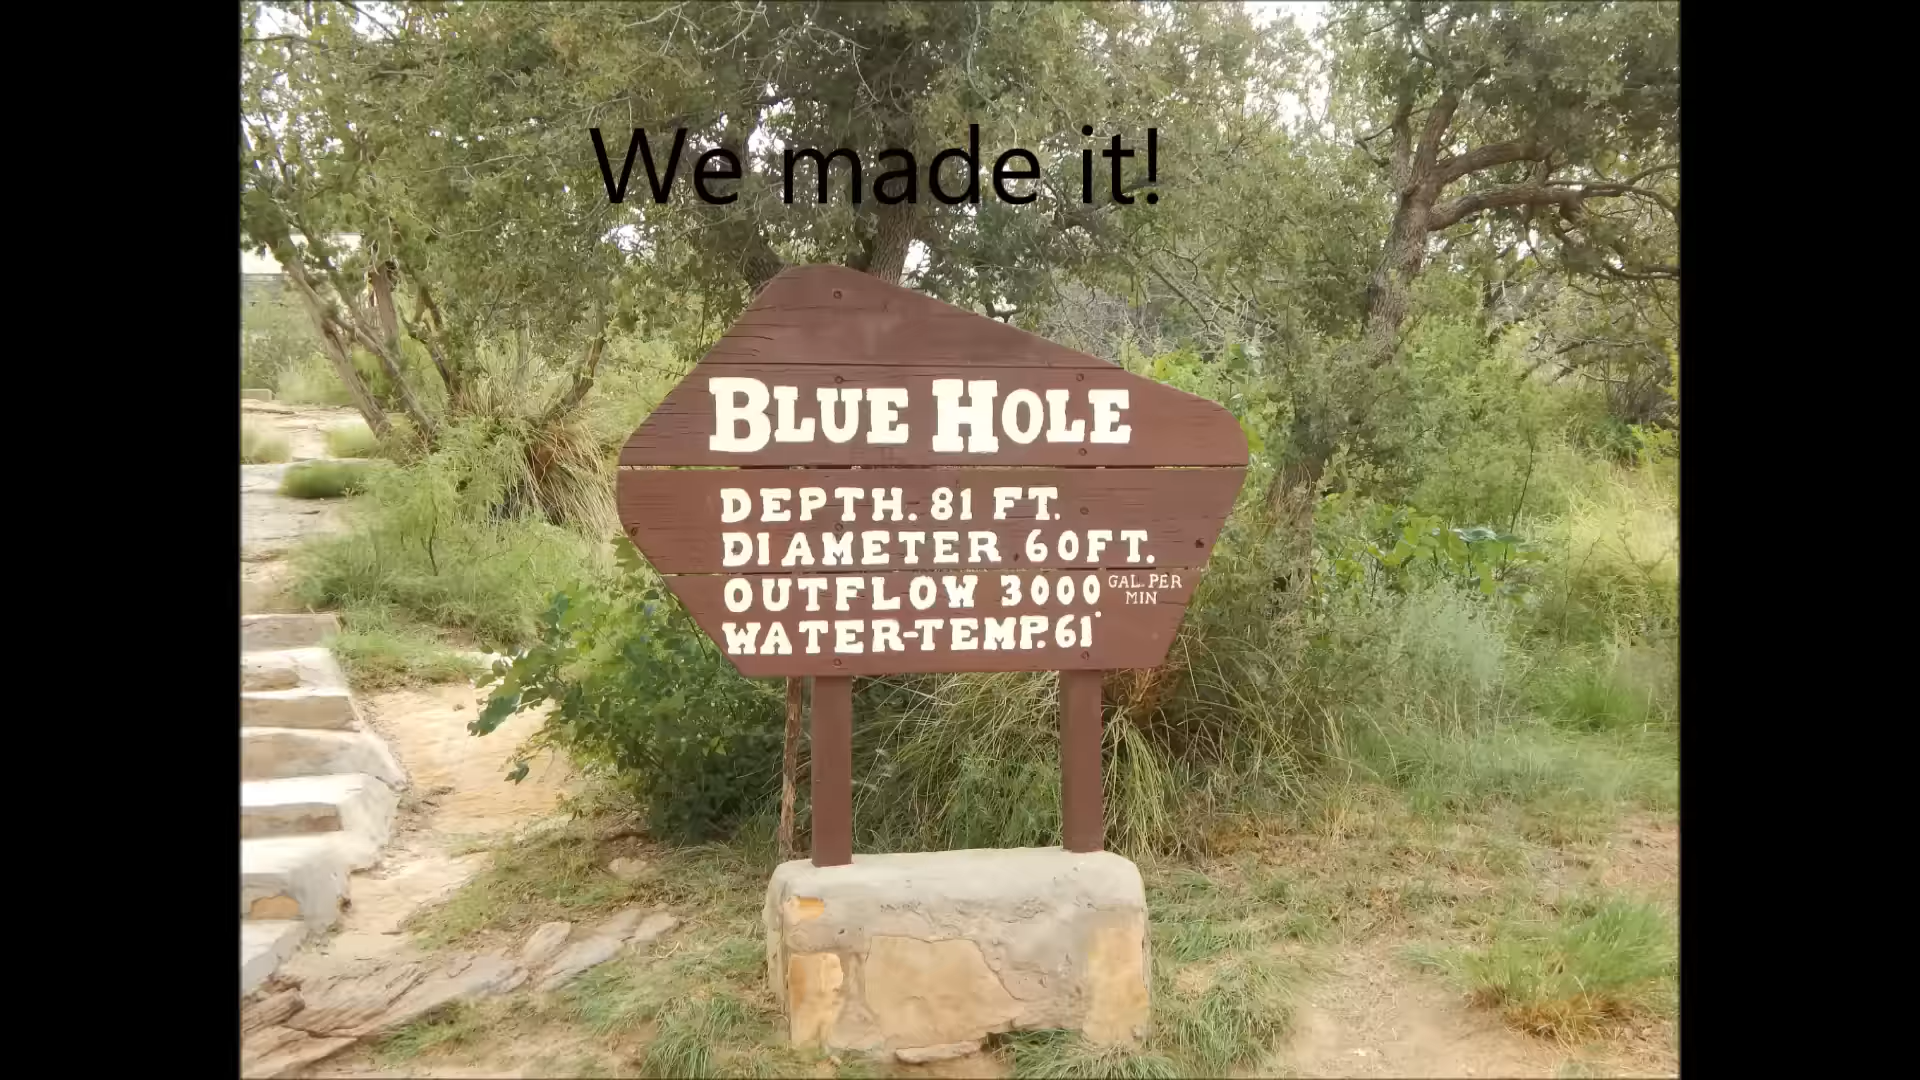 We made it!
BLUE HOLE
DEPTH. 81 FT.
DIAMETER 60FT.
OUTFLOW 3000 GAL. PER MIN
WATER-TEMP. 61°